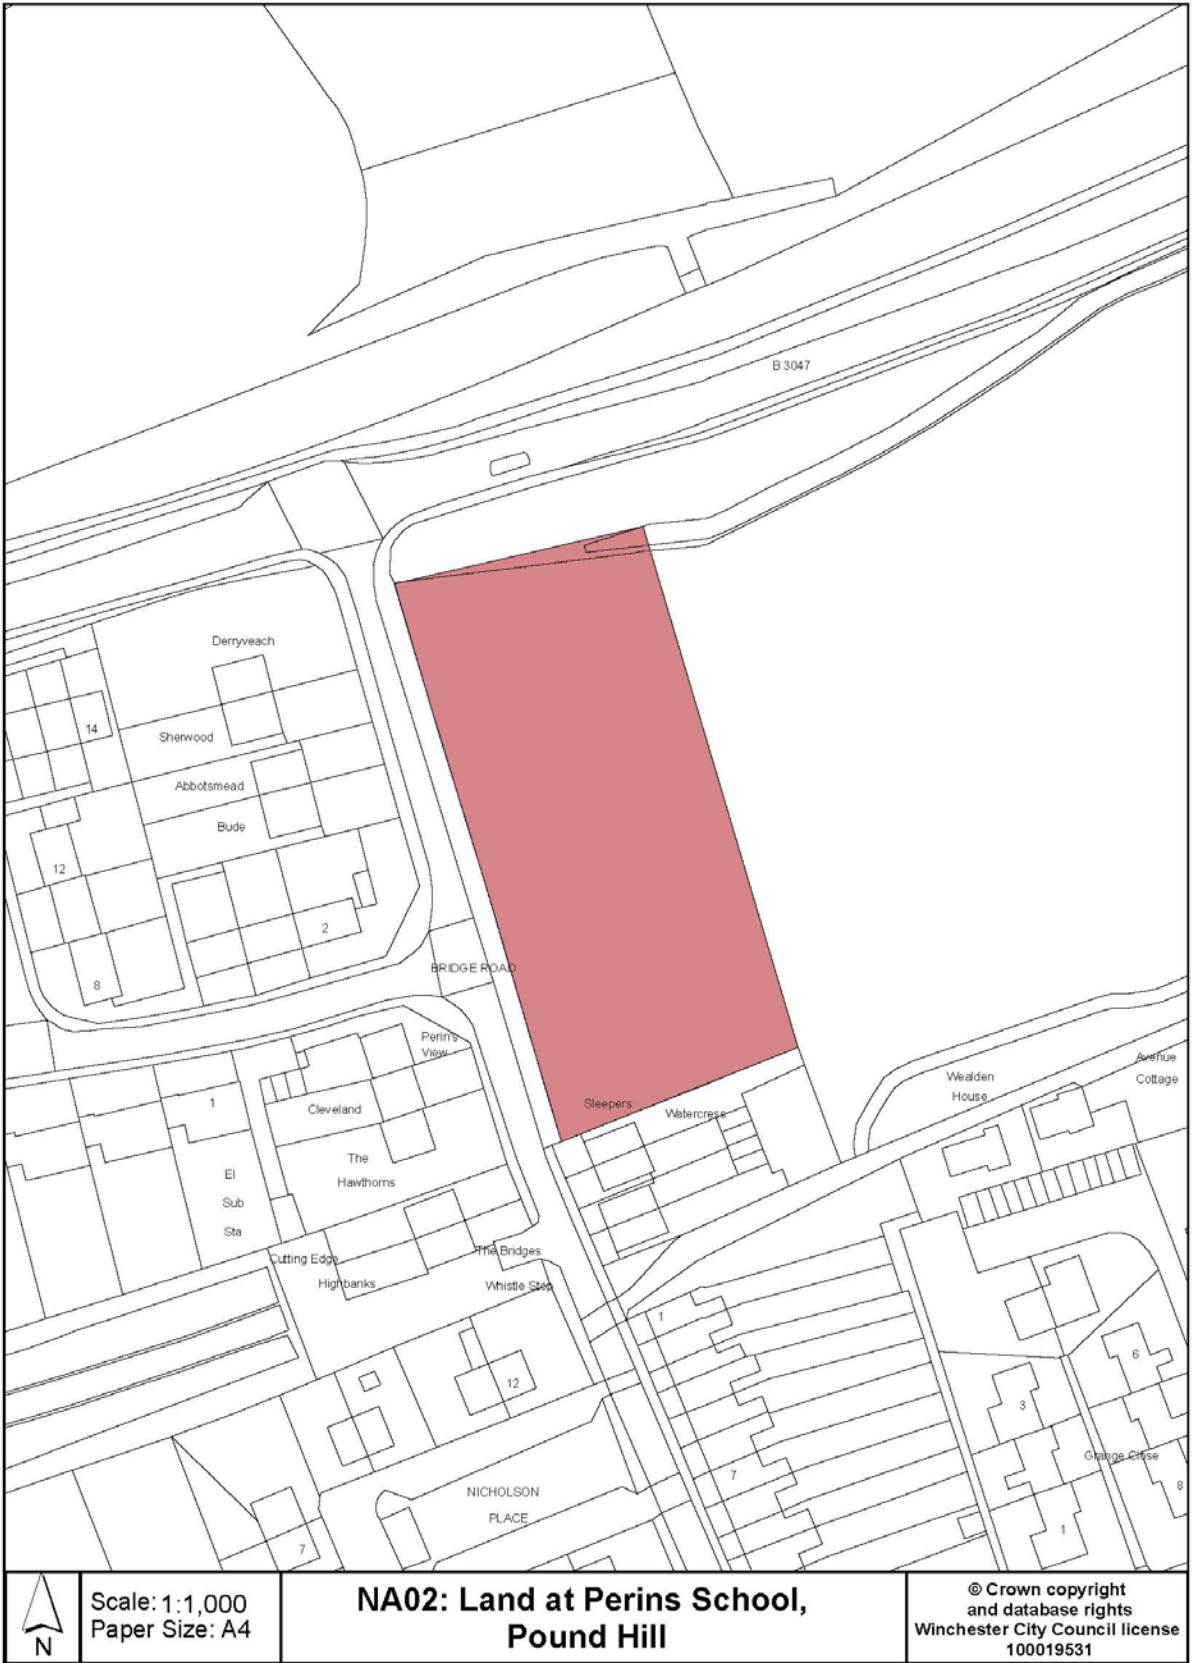 B 3047
Derryveach
14
Sherwood
Abbotsmead
Bude
12
2
8
BRIDGE ROAD
Perin's
View
Wealden
House
Avenue
Cottage
1
Cleveland
Sleepers
Watercress
The
Hawthorns
El
Sub
Sta
Cutting Edge
Highbanks
The Bridges
Whistle Stop
1
12
6
3
7
Grange Close
8
NICHOLSON
PLACE
7
1
N
Scale: 1:1,000
Paper Size: A4
NA02: Land at Perins School,
Pound Hill
© Crown copyright
and database rights
Winchester City Council license
100019531